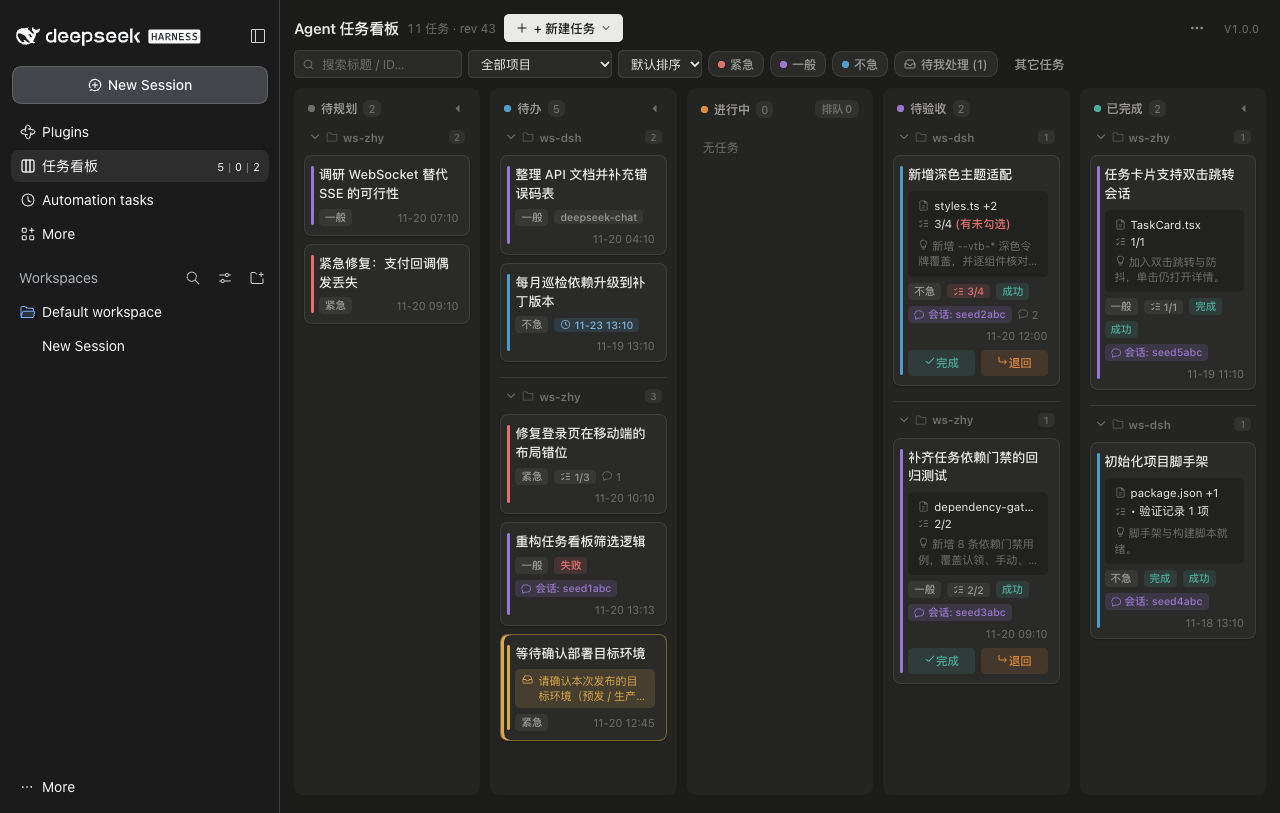 deepseek HARNESS
New Session
Plugins
任务看板 5 | 0 | 2
Automation tasks
More
Workspaces
Default workspace
New Session
More
Agent 任务看板 11 任务 · rev 43 + + 新建任务
V1.0.0
搜索标题 / ID... 全部项目 默认排序 紧急 一般 不急 待我处理 (1) 其它任务
待规划 2
ws-zhy 2
调研 WebSocket 替代
SSE 的可行性
一般 11-20 07:10
紧急修复：支付回调偶
发丢失
紧急 11-20 09:10
待办 5
ws-dsh 2
整理 API 文档并补充错
误码表
一般 deepseek-chat
11-20 04:10
每月巡检依赖升级到补
丁版本
不急 11-23 13:10
11-19 13:10
ws-zhy 3
修复登录页在移动端的
布局错位
紧急 1/3 1
11-20 10:10
重构任务看板筛选逻辑
一般 失败
会话: seed1abc
11-20 13:13
等待确认部署目标环境
请确认本次发布的目
标环境（预发 / 生产...
紧急 11-20 12:45
进行中 0 排队 0
无任务
待验收 2
ws-dsh 1
新增深色主题适配
styles.ts +2
3/4 (有未勾选)
新增 --vtb-* 深色令
牌覆盖，并逐组件核对...
不急 3/4 成功
会话: seed2abc 2
11-20 12:00
完成 退回
ws-zhy 1
补齐任务依赖门禁的回
归测试
dependency-gat...
2/2
新增 8 条依赖门禁用
例，覆盖认领、手动、...
一般 2/2 成功
会话: seed3abc
11-20 09:10
完成 退回
已完成 2
ws-zhy 1
任务卡片支持双击跳转
会话
TaskCard.tsx
1/1
加入双击跳转与防
抖，单击仍打开详情。
一般 1/1 完成
成功
会话: seed5abc
11-19 11:10
ws-dsh 1
初始化项目脚手架
package.json +1
• 验证记录 1 项
脚手架与构建脚本就
绪。
不急 完成 成功
会话: seed4abc
11-18 13:10